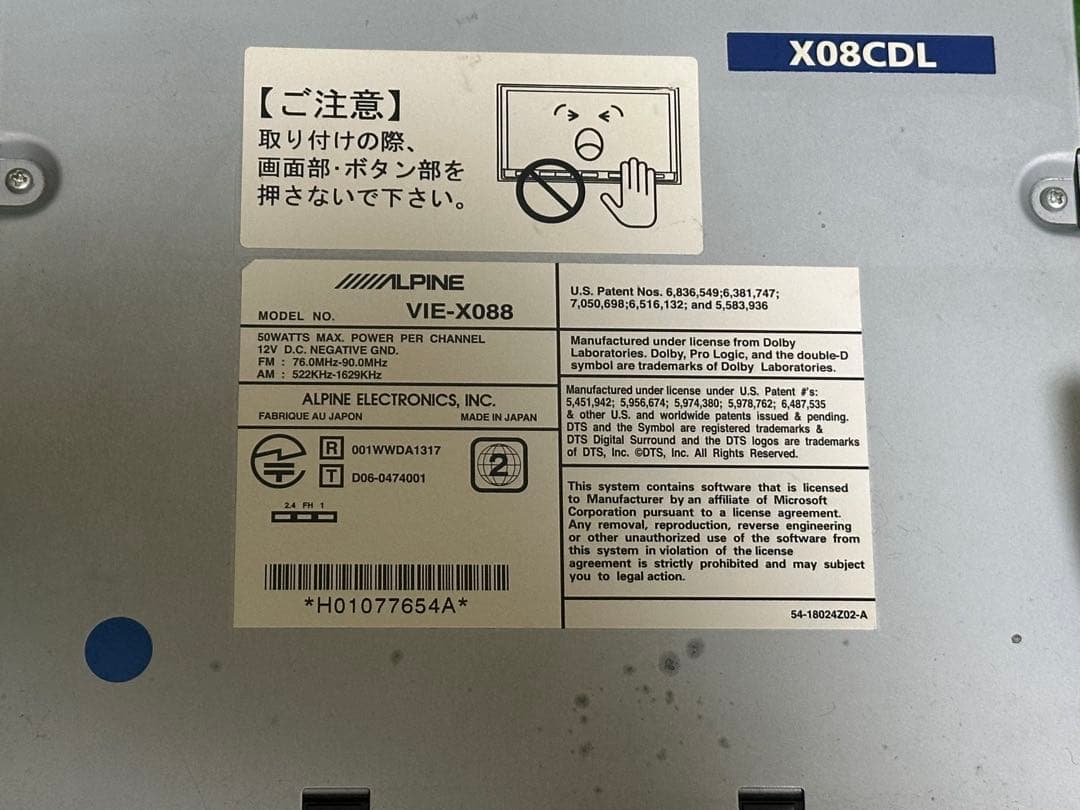 X08CDL
【ご注意】
取り付けの際、
画面部・ボタン部を
押さないで下さい。
ALPINE
MODEL NO. VIE-X088
50WATTS MAX. POWER PER CHANNEL
12V D.C. NEGATIVE GND.
FM : 76.0MHz-90.0MHz
AM : 522KHz-1629KHz
ALPINE ELECTRONICS, INC.
FABRIQUE AU JAPON MADE IN JAPAN
R 001WWDA1317
T D06-0474001
2
2.4 FH 1
*H01077654A*
U.S. Patent Nos. 6,836,549;6,381,747;
7,050,698;6,516,132; and 5,583,936
Manufactured under license from Dolby
Laboratories. Dolby, Pro Logic, and the double-D
symbol are trademarks of Dolby Laboratories.
Manufactured under license under U.S. Patent #'s:
5,451,942; 5,956,674; 5,974,380; 5,978,762; 6,487,535
& other U.S. and worldwide patents issued & pending.
DTS and the Symbol are registered trademarks &
DTS Digital Surround and the DTS logos are trademarks
of DTS, Inc. ©DTS, Inc. All Rights Reserved.
This system contains software that is licensed
to Manufacturer by an affiliate of Microsoft
Corporation pursuant to a license agreement.
Any removal, reproduction, reverse engineering
or other unauthorized use of the software from
this system in violation of the license
agreement is strictly prohibited and may subject
you to legal action.
54-18024Z02-A